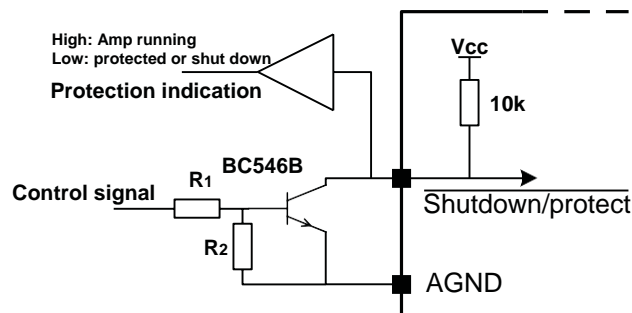 High: Amp running
Low: protected or shut down
Protection indication
Vcc
10k
BC546B
R1
Control signal
Shutdown/protect
R2
AGND